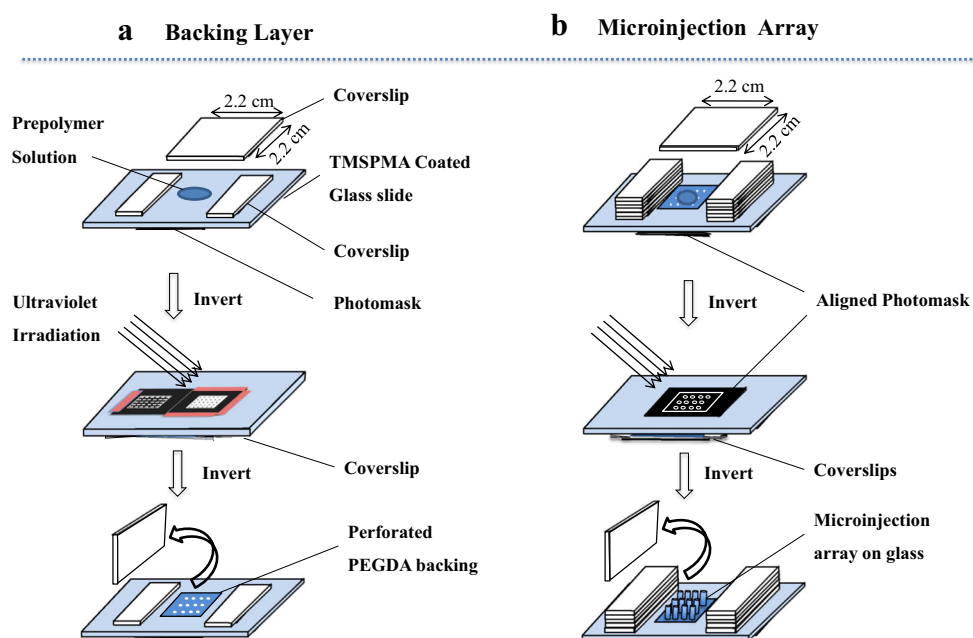 a Backing Layer
b Microinjection Array
2.2 cm
Coverslip
2.2 cm
Prepolymer
Solution
TMSPMA Coated
Glass slide
Coverslip
Photomask
Invert
Ultraviolet
Irradiation
Coverslip
Invert
Perforated
PEGDA backing
2.2 cm
2.2 cm
Invert
Aligned Photomask
Coverslips
Invert
Microinjection
array on glass